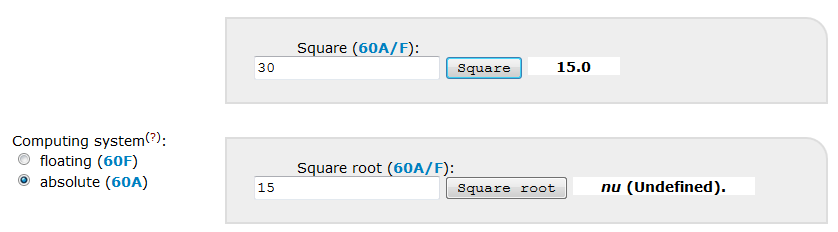 Square (60A/F):
30 Square 15.0
Computing system(?):
floating (60F)
absolute (60A)
Square root (60A/F):
15 Square root nu (Undefined).